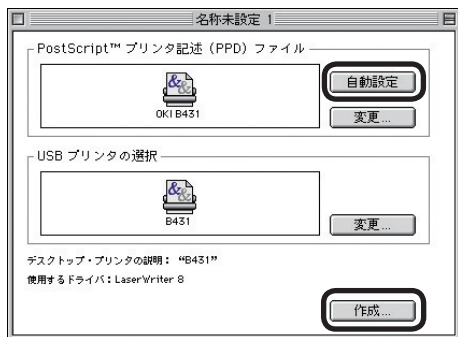 名称未設定 1
PostScript™ プリンタ記述（PPD）ファイル
自動設定
OKI B431
変更...
USB プリンタの選択
B431
変更...
デスクトップ・プリンタの説明： “B431”
使用するドライバ：LaserWriter 8
作成...